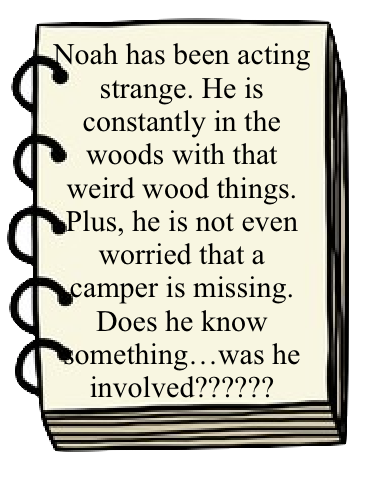 Noah has been acting
strange. He is
constantly in the
woods with that
weird wood things.
Plus, he is not even
worried that a
camper is missing.
Does he know
something…was he
involved??????